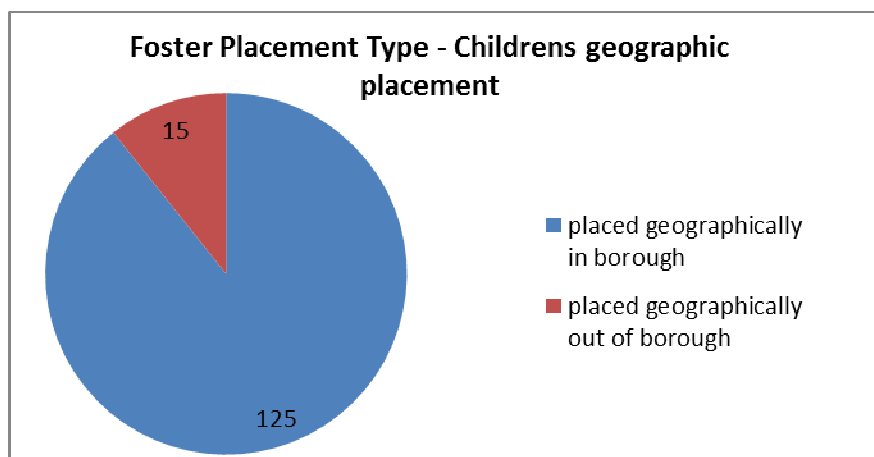 Foster Placement Type - Childrens geographic
placement
15
placed geographically
in borough
placed geographically
out of borough
125